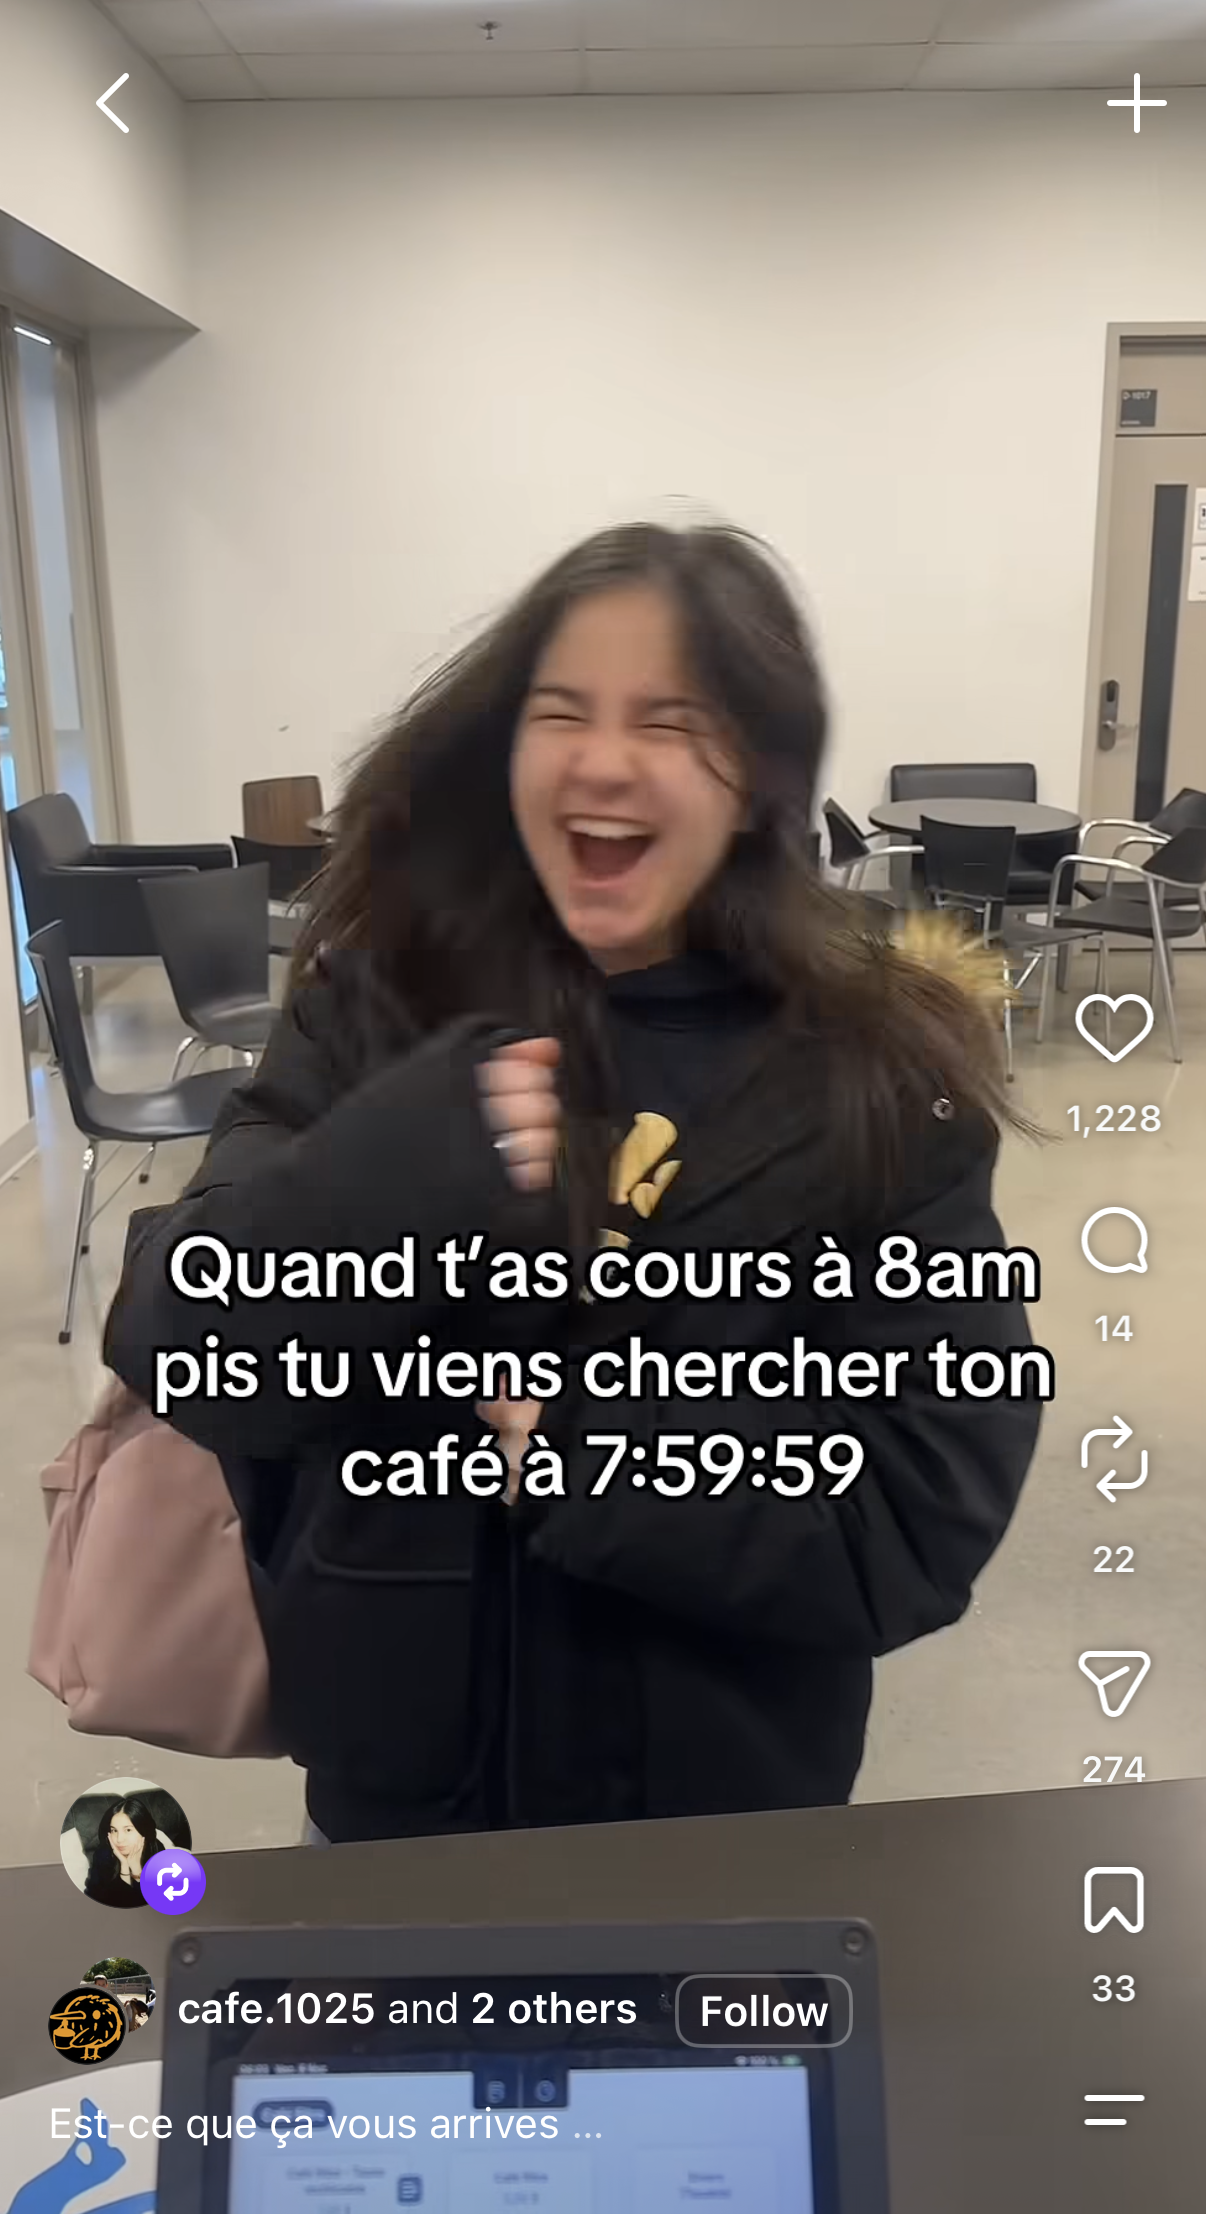 D-1017
Quand t’as cours à 8am
pis tu viens chercher ton
café à 7:59:59
1,228
14
22
274
33
cafe.1025 and 2 others
Follow
Est-ce que ça vous arrives ...